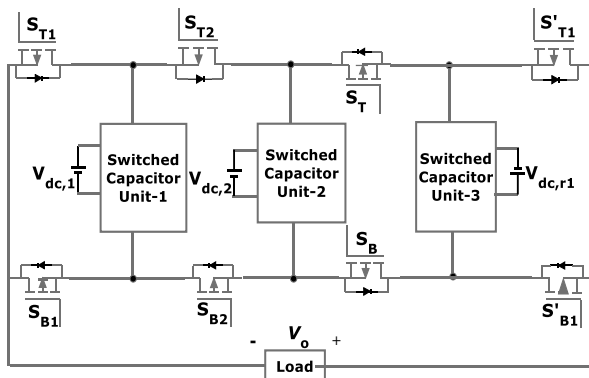 S_T1
S_T2
S'_T1
S_T
V_dc,1
Switched
Capacitor
Unit-1
V_dc,2
Switched
Capacitor
Unit-2
Switched
Capacitor
Unit-3
V_dc,r1
S_B
S_B1
S_B2
S'_B1
- V_o +
Load